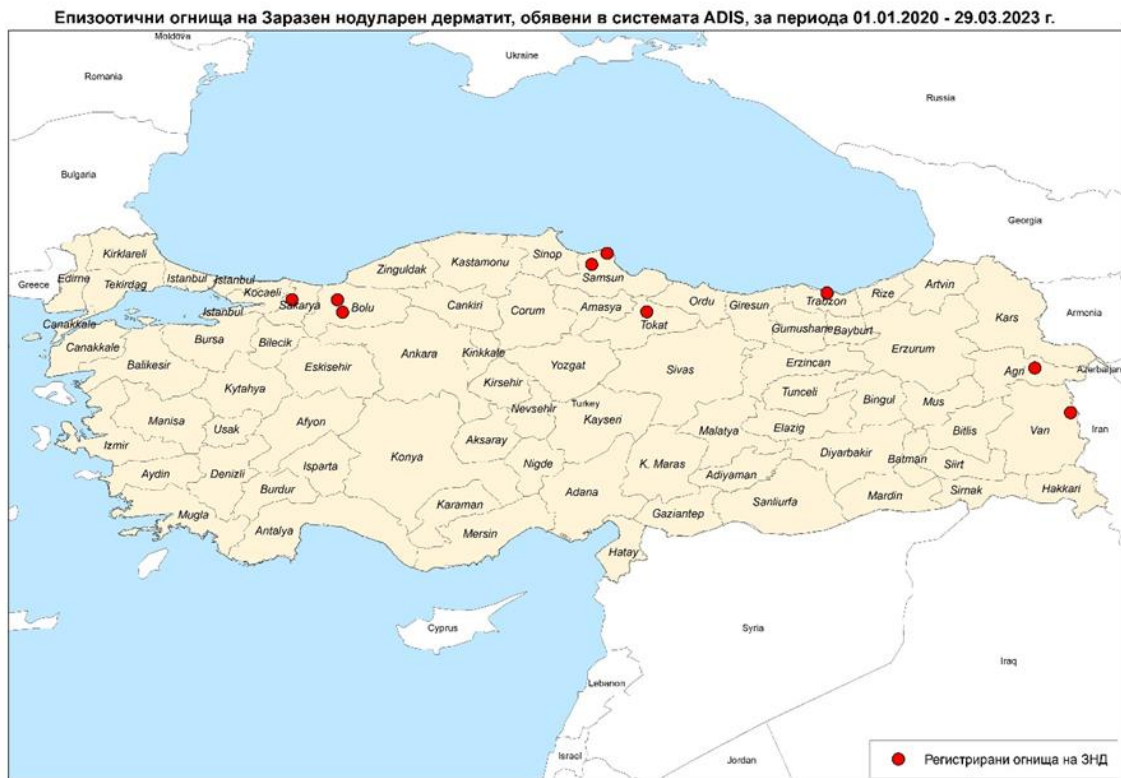 Епизоотични огнища на Заразен нодуларен дерматит, обявени в системата ADIS, за периода 01.01.2020 - 29.03.2023 г.
Moldova
Romania
Ukraine
Russia
Bulgaria
Georgia
Greece
Armonia
Azerbaijan
Iran
Kirklareli
Edirne
Tekirdag
Istanbul
Istanbul
Istanbul
Kocaeli
Sakarya
Bolu
Zinguldak
Kastamonu
Sinop
Samsun
Cankiri
Corum
Amasya
Tokat
Ordu
Giresun
Trabzon
Rize
Artvin
Kars
Gumushane
Bayburt
Erzurum
Agri
Canakkale
Canakkale
Bursa
Bilecik
Balikesir
Eskisehir
Ankara
Kinkkale
Yozgat
Sivas
Erzincan
Kytahya
Kirsehir
Tunceli
Bingul
Mus
Manisa
Usak
Afyon
Nevsehir
Turkey
Kaysen
Malatya
Elazig
Bitlis
Van
Izmir
Konya
Aksaray
Nigde
K. Maras
Adiyaman
Diyarbakir
Batman
Siirt
Aydin
Denizli
Isparta
Burdur
Karaman
Adana
Gaziantep
Sanliurfa
Mardin
Sirnak
Hakkari
Mugla
Antalya
Mersin
Hatay
Cyprus
Syria
Iraq
Lebanon
Israel
Jordan
Регистрирани огнища на ЗНД